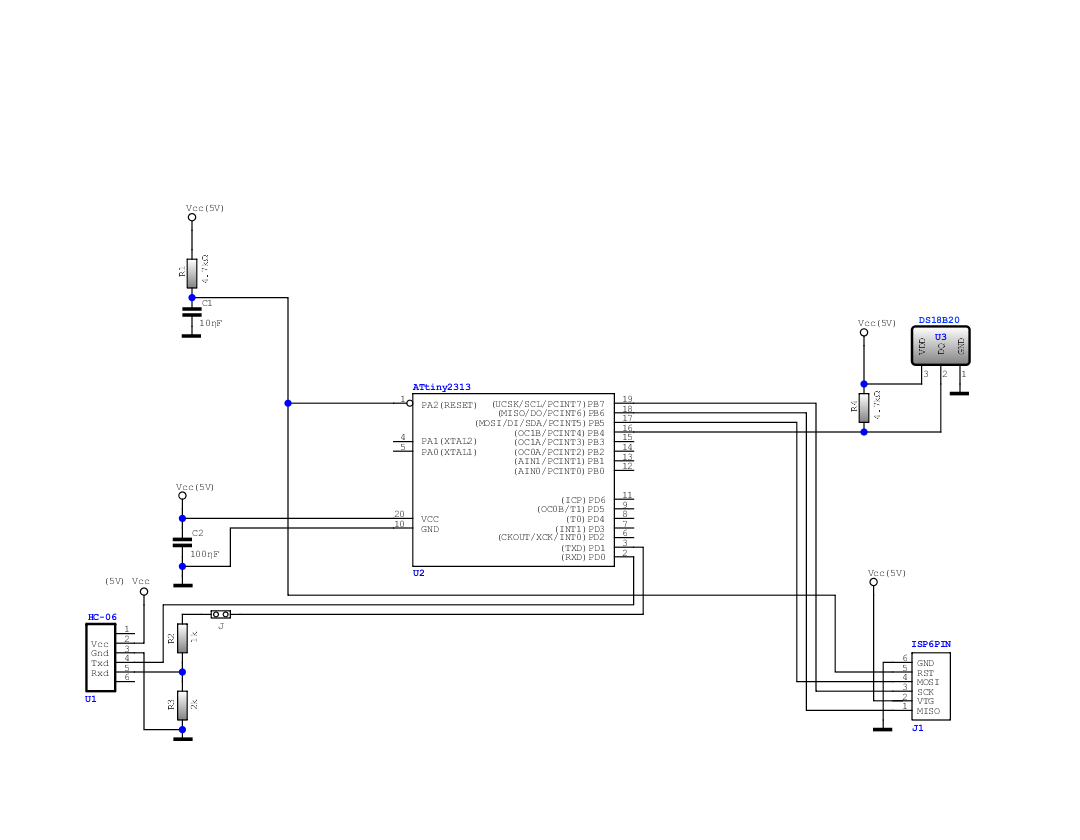 Vcc(5V)
R1
4.7kΩ
C1
10ηF
Vcc(5V)
DS18B20
U3
VDD
DQ
GND
3
2
1
R4
4.7kΩ
ATtiny2313
1
PA2(RESET)
4
PA1(XTAL2)
5
PA0(XTAL1)
20
VCC
10
GND
(UCSK/SCL/PCINT7)PB7
19
(MISO/DO/PCINT6)PB6
18
(MOSI/DI/SDA/PCINT5)PB5
17
(OC1B/PCINT4)PB4
16
(OC1A/PCINT3)PB3
15
(OC0A/PCINT2)PB2
14
(AIN1/PCINT1)PB1
13
(AIN0/PCINT0)PB0
12
(ICP)PD6
11
(OC0B/T1)PD5
9
(T0)PD4
8
(INT1)PD3
7
(CKOUT/XCK/INT0)PD2
6
(TXD)PD1
3
(RXD)PD0
2
U2
Vcc(5V)
C2
100ηF
(5V) Vcc
HC-06
1
Vcc
2
Gnd
3
Txd
4
Rxd
5
6
U1
R2
1k
J
R3
2k
Vcc(5V)
ISP6PIN
6
GND
5
RST
4
MOSI
3
SCK
2
VTG
1
MISO
J1